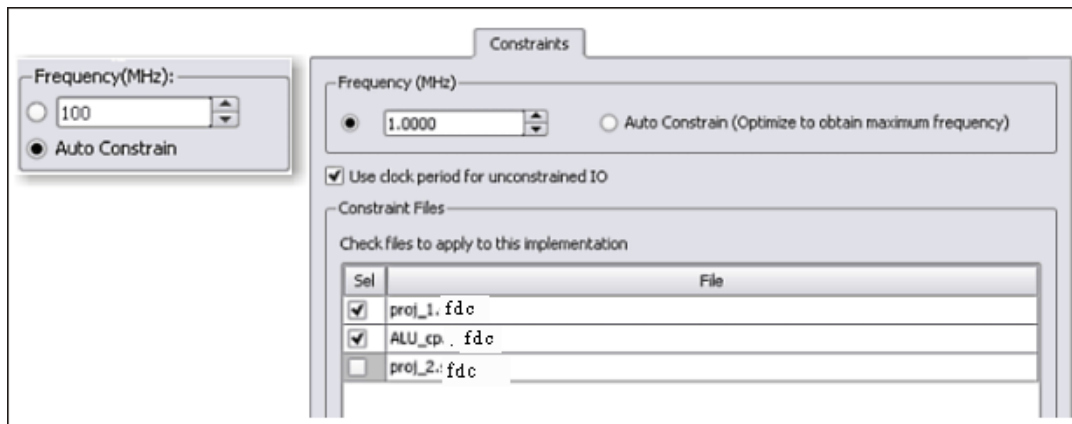 Frequency(MHz):
100
Auto Constrain
Constraints
Frequency (MHz)
1.0000
Auto Constrain (Optimize to obtain maximum frequency)
Use clock period for unconstrained IO
Constraint Files
Check files to apply to this implementation
Sel File
proj_1. fdc
ALU_cp. . fdc
proj_2.: fdc